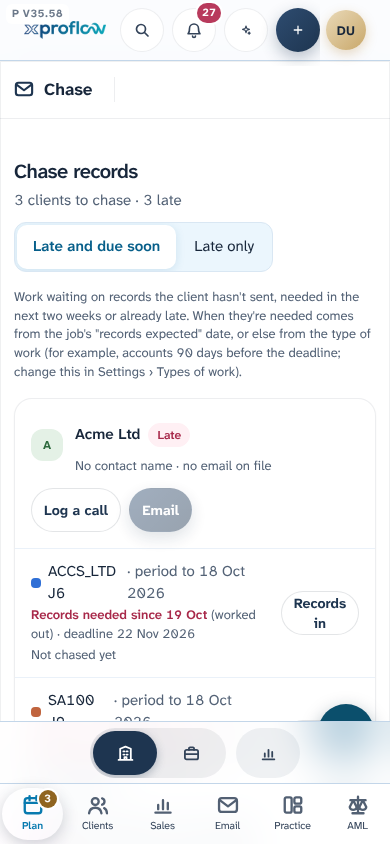 P V35.58
xproflow
27
DU
Chase
Chase records
3 clients to chase · 3 late
Late and due soon
Late only
Work waiting on records the client hasn't sent, needed in the
next two weeks or already late. When they're needed comes
from the job's "records expected" date, or else from the type of
work (for example, accounts 90 days before the deadline;
change this in Settings › Types of work).
A
Acme Ltd
Late
No contact name · no email on file
Log a call
Email
ACCS_LTD · period to 18 Oct
J6 2026
Records needed since 19 Oct (worked
out) · deadline 22 Nov 2026
Not chased yet
Records
in
SA100 · period to 18 Oct
2026
3
Plan
Clients
Sales
Email
Practice
AML